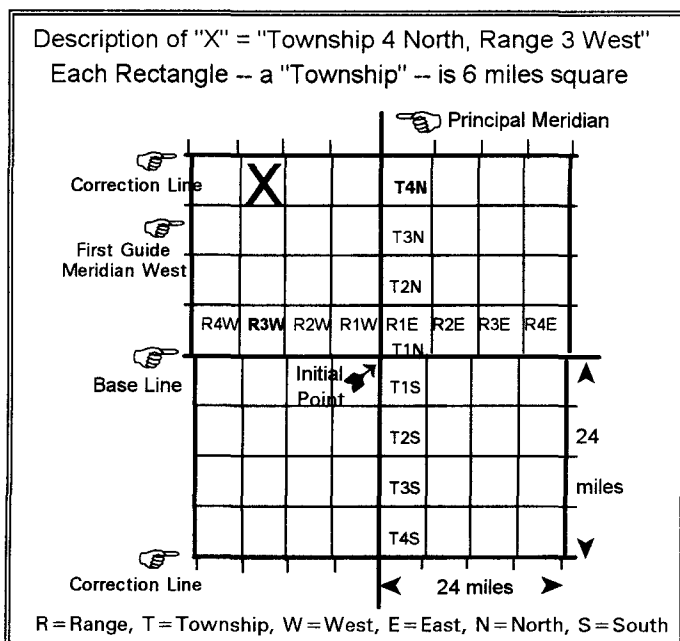 Description of "X" = "Township 4 North, Range 3 West"
Each Rectangle -- a "Township" -- is 6 miles square
Principal Meridian
Correction Line
X
T4N
First Guide
Meridian West
T3N
T2N
R4W R3W R2W R1W R1E R2E R3E R4E
T1N
Base Line
Initial
Point
T1S
T2S
24
miles
T3S
T4S
Correction Line
24 miles
R=Range, T=Township, W=West, E=East, N=North, S=South